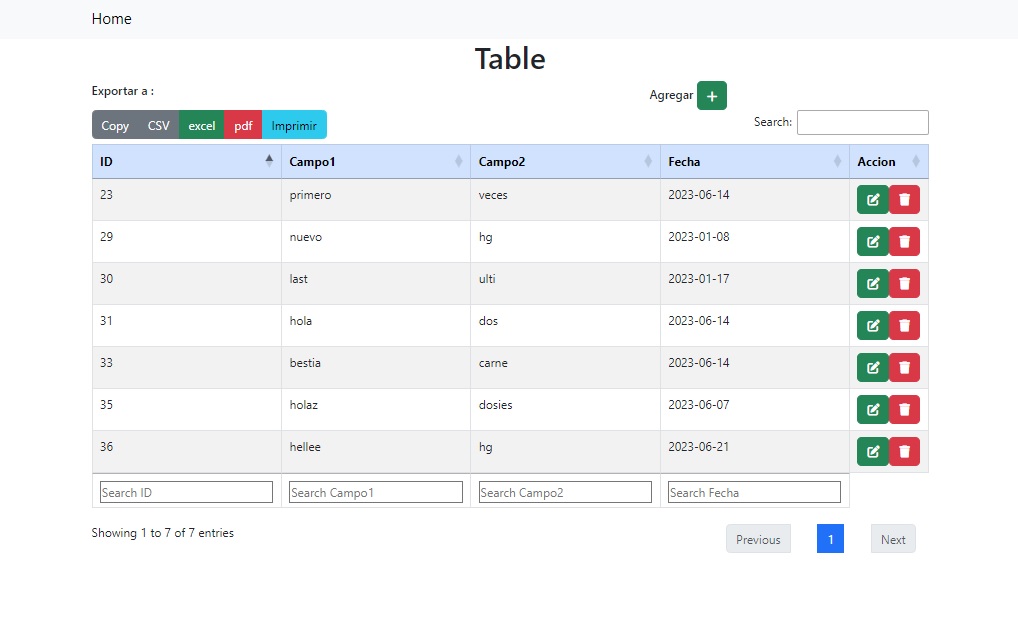 Home
Table
Exportar a :
Agregar +
Copy CSV excel pdf Imprimir
Search:
ID Campo1 Campo2 Fecha Accion
23 primero veces 2023-06-14
29 nuevo hg 2023-01-08
30 last ulti 2023-01-17
31 hola dos 2023-06-14
33 bestia carne 2023-06-14
35 holaz dosies 2023-06-07
36 hellee hg 2023-06-21
Search ID Search Campo1 Search Campo2 Search Fecha
Showing 1 to 7 of 7 entries Previous 1 Next